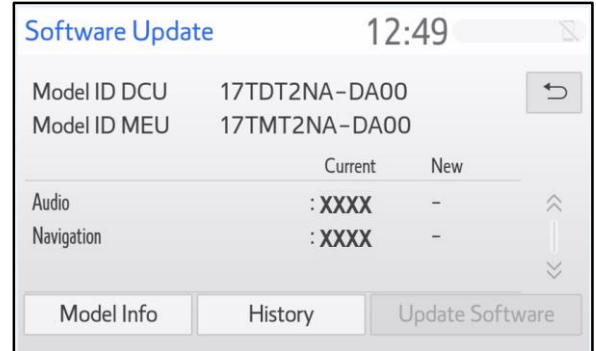 Software Update 12:49
Model ID DCU 17TDT2NA-DA00
Model ID MEU 17TMT2NA-DA00
Current New
Audio : XXXX -
Navigation : XXXX -
Model Info History Update Software